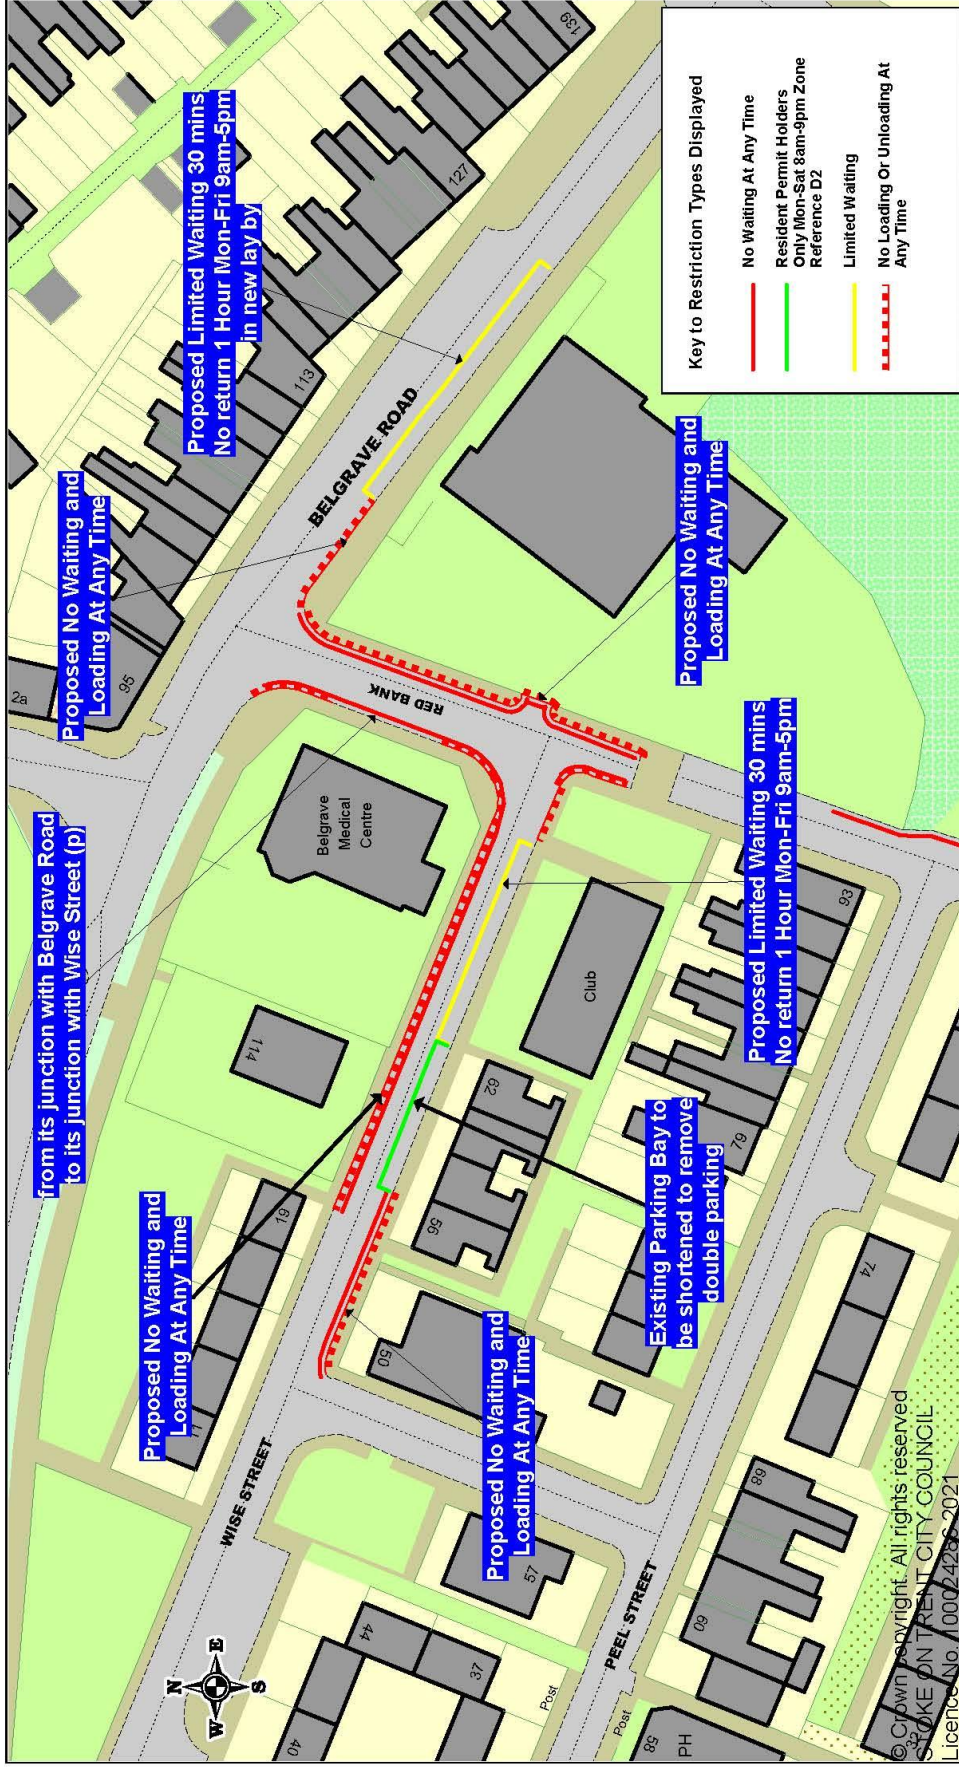 from its junction with Belgrave Road
to its junction with Wise Street (p)
Proposed No Waiting and
Loading At Any Time
Proposed Limited Waiting 30 mins
No return 1 Hour Mon-Fri 9am-5pm
in new lay by
Proposed No Waiting and
Loading At Any Time
2a
95
113
127
139
BELGRAVE ROAD
RED BANK
Belgrave
Medical
Centre
114
19
11
WISE STREET
N
W
E
S
Proposed No Waiting and
Loading At Any Time
Proposed Limited Waiting 30 mins
No return 1 Hour Mon-Fri 9am-5pm
Existing Parking Bay to
be shortened to remove
double parking
Proposed No Waiting and
Loading At Any Time
Club
62
56
50
93
79
74
68
60
57
44
37
40
PEEL STREET
Post
Post
58
PH
32
Key to Restriction Types Displayed
No Waiting At Any Time
Resident Permit Holders
Only Mon-Sat 8am-9pm Zone
Reference D2
Limited Waiting
No Loading Or Unloading At
Any Time
© Crown copyright. All rights reserved
STOKE ON TRENT CITY COUNCIL
Licence No. 100024286 2021